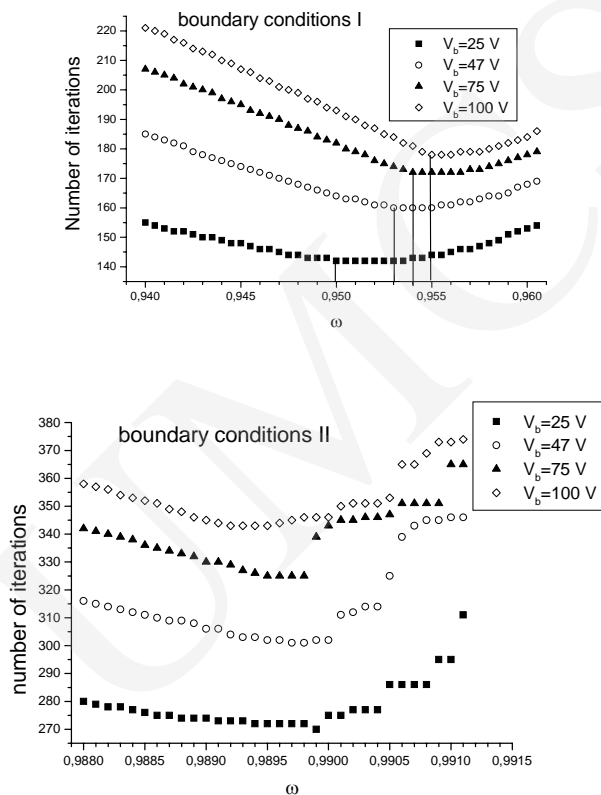 boundary conditions I
V_b=25 V
V_b=47 V
V_b=75 V
V_b=100 V
Number of iterations
220
210
200
190
180
170
160
150
140
0,940
0,945
0,950
0,955
0,960
ω
boundary conditions II
V_b=25 V
V_b=47 V
V_b=75 V
V_b=100 V
number of iterations
380
370
360
350
340
330
320
310
300
290
280
270
0,9880
0,9885
0,9890
0,9895
0,9900
0,9905
0,9910
0,9915
ω
UMCS